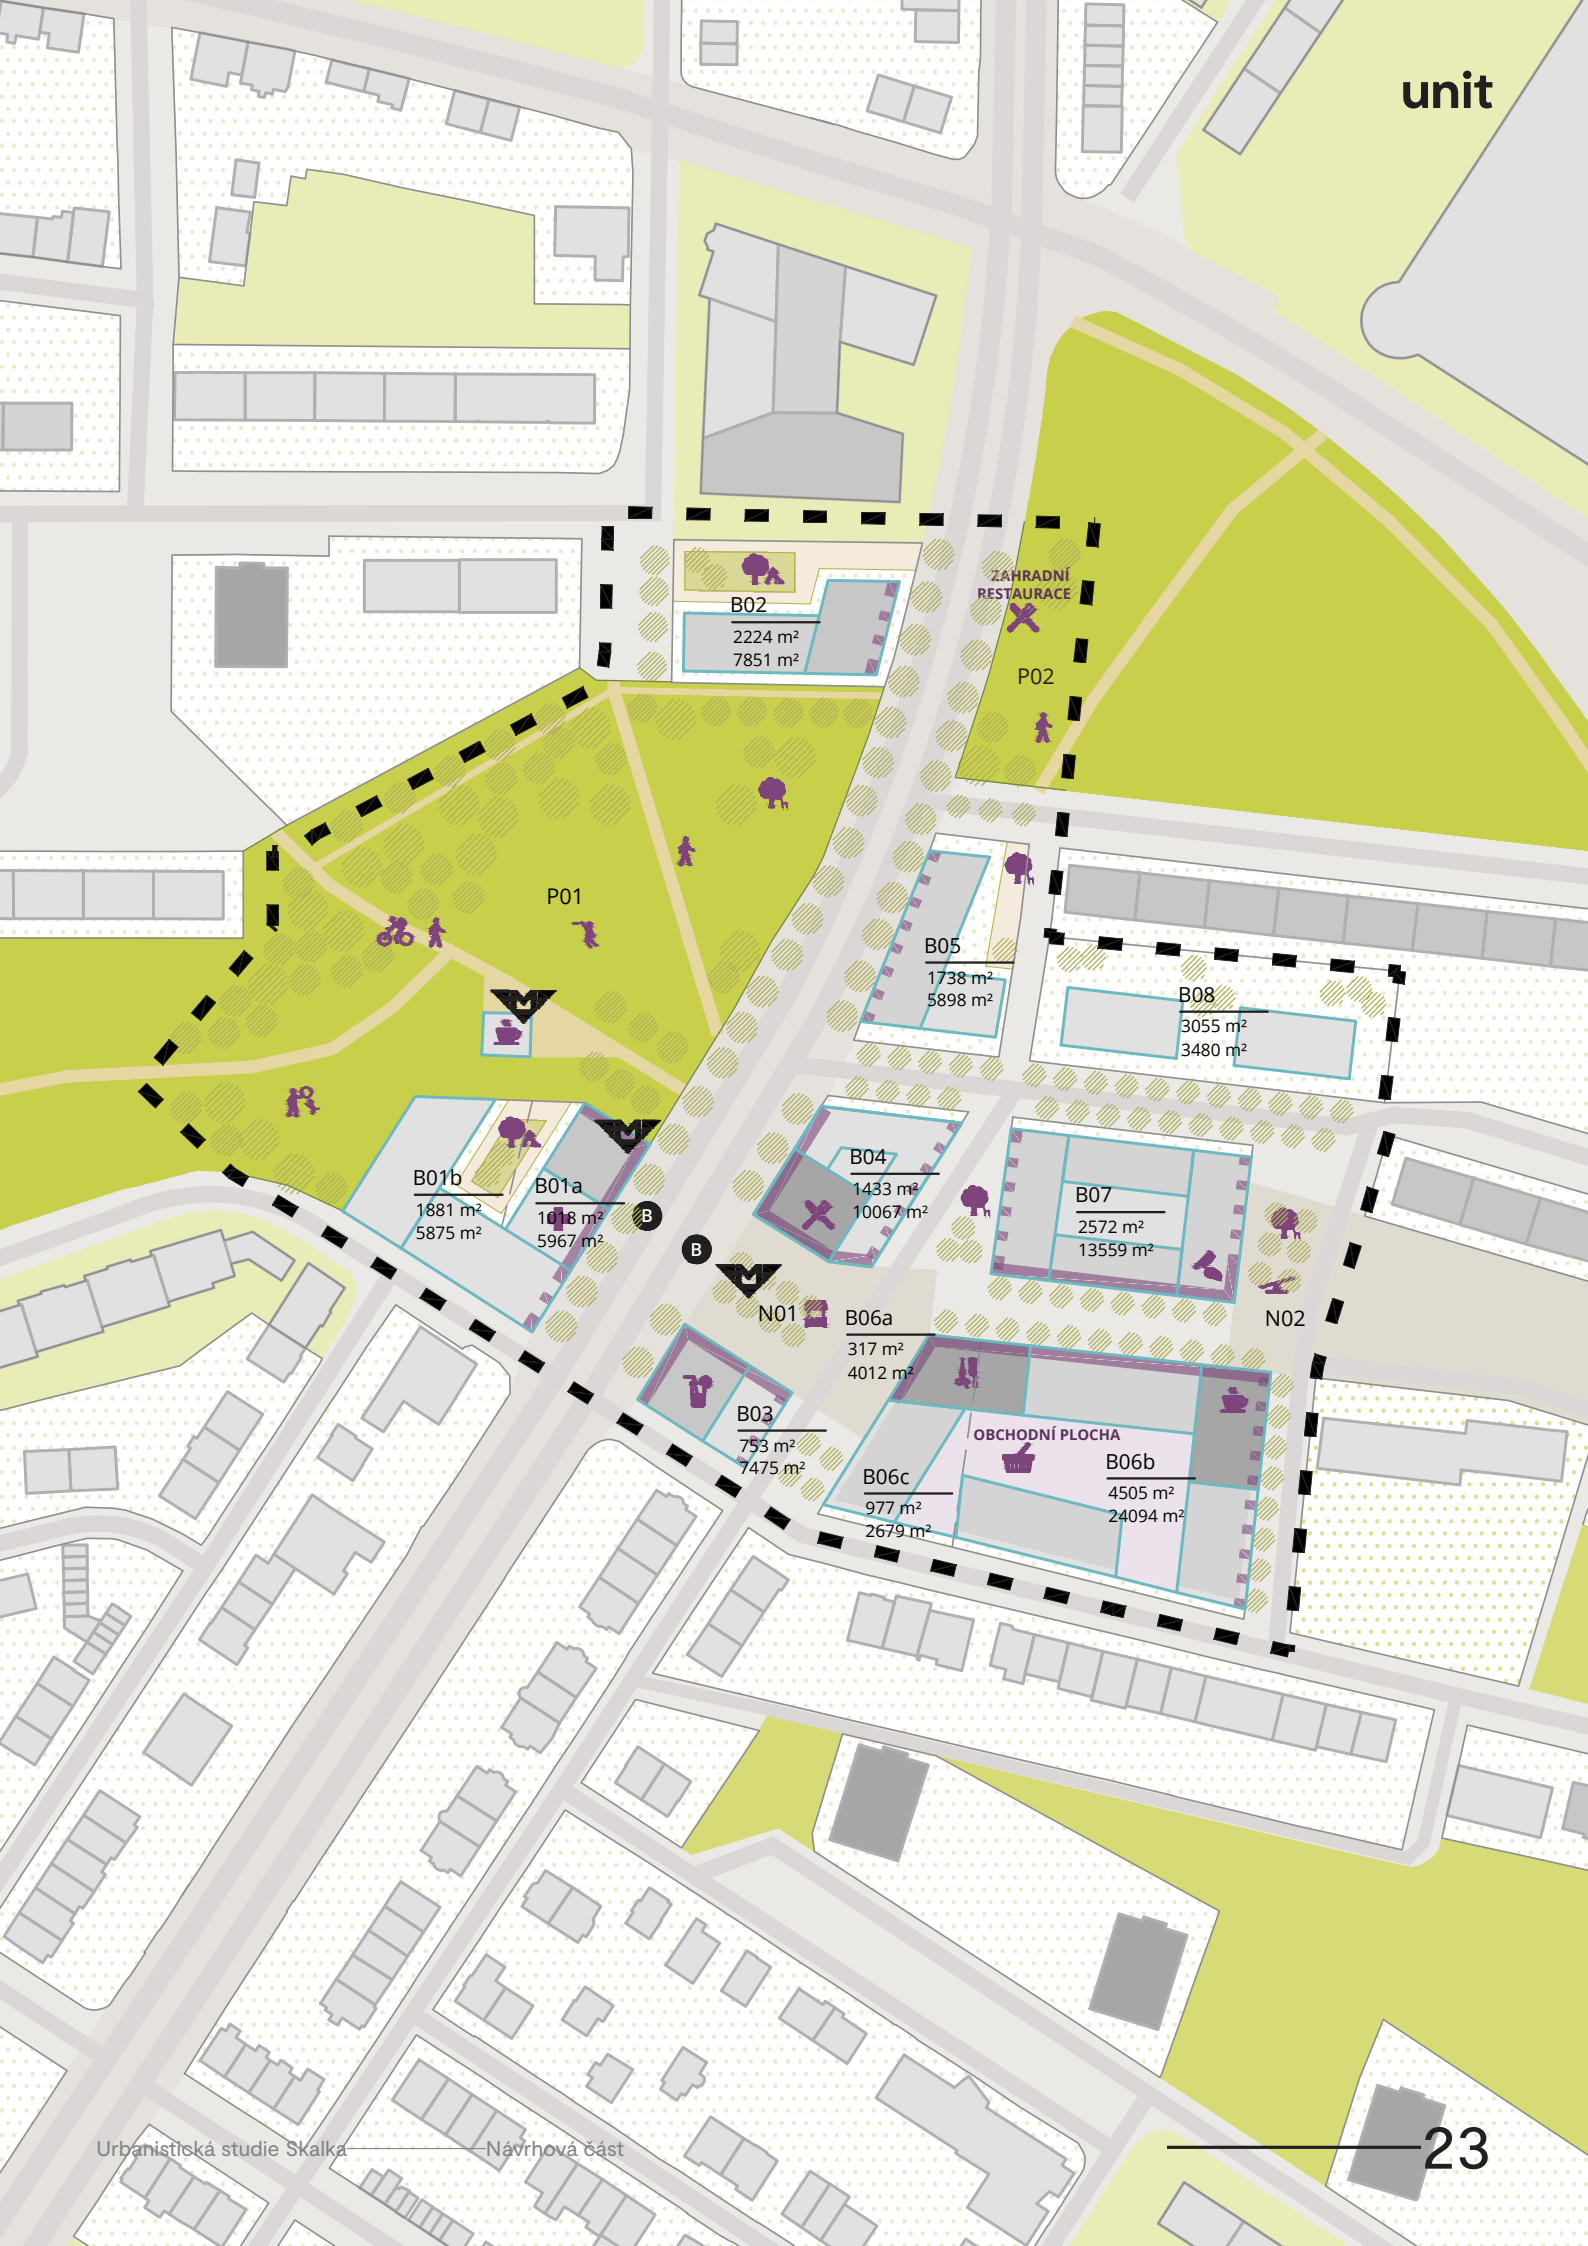 unit
ZAHRADNÍ
RESTAURACE
B02
2224 m²
7851 m²
P02
P01
B05
1738 m²
5898 m²
B08
3055 m²
3480 m²
B01b
1881 m²
5875 m²
B01a
1018 m²
5967 m²
B
B
B04
1433 m²
10067 m²
B07
2572 m²
13559 m²
N01
B06a
317 m²
4012 m²
N02
B03
753 m²
7475 m²
OBCHODNÍ PLOCHA
B06c
977 m²
2679 m²
B06b
4505 m²
24094 m²
Urbanistická studie Skalka
Návrhová část
23